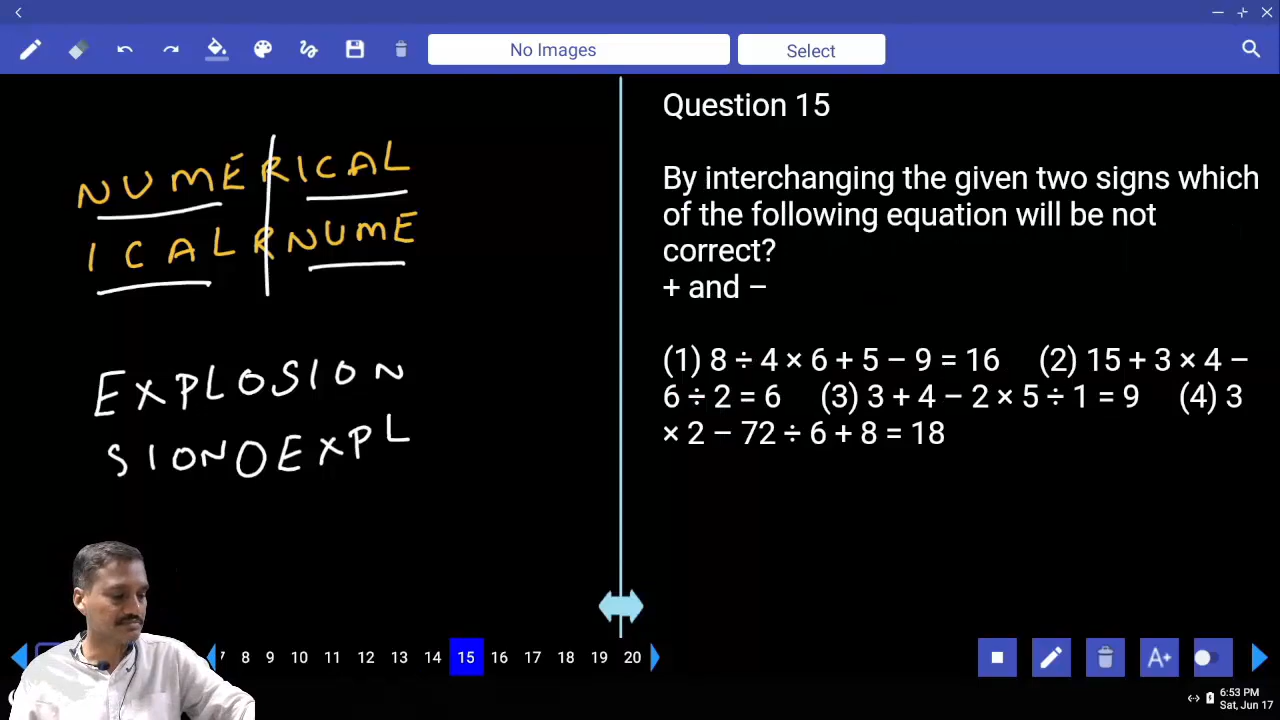 No Images
Select
NUMERICAL
ICALRNUME
EXPLOSION
SIONOEXPL
Question 15
By interchanging the given two signs which
of the following equation will be not
correct?
+ and –
(1) 8 ÷ 4 × 6 + 5 – 9 = 16 (2) 15 + 3 × 4 –
6 ÷ 2 = 6 (3) 3 + 4 – 2 × 5 ÷ 1 = 9 (4) 3
× 2 – 72 ÷ 6 + 8 = 18
8 9 10 11 12 13 14 15 16 17 18 19 20
A+
6:53 PM
Sat, Jun 17